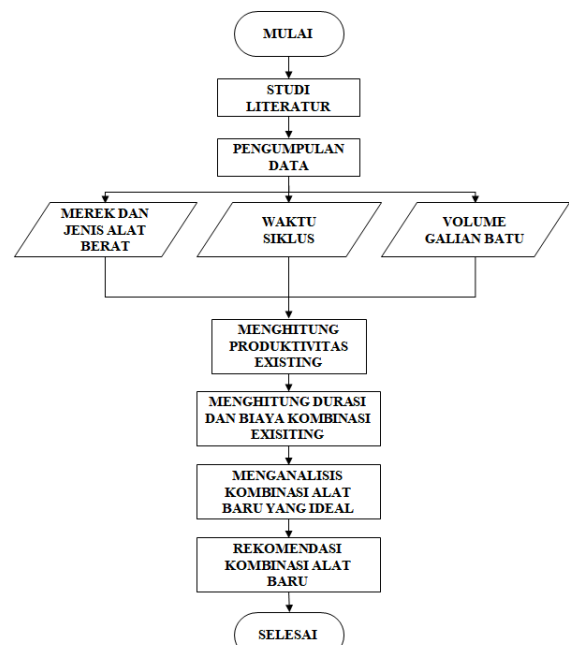 MULAI
STUDI
LITERATUR
PENGUMPULAN
DATA
MEREK DAN
JENIS ALAT
BERAT
WAKTU
SIKLUS
VOLUME
GALIAN BATU
MENGHITUNG
PRODUKTIVITAS
EXISTING
MENGHITUNG DURASI
DAN BIAYA KOMBINASI
EXISITING
MENGANALISIS
KOMBINASI ALAT
BARU YANG IDEAL
REKOMENDASI
KOMBINASI ALAT
BARU
SELESAI